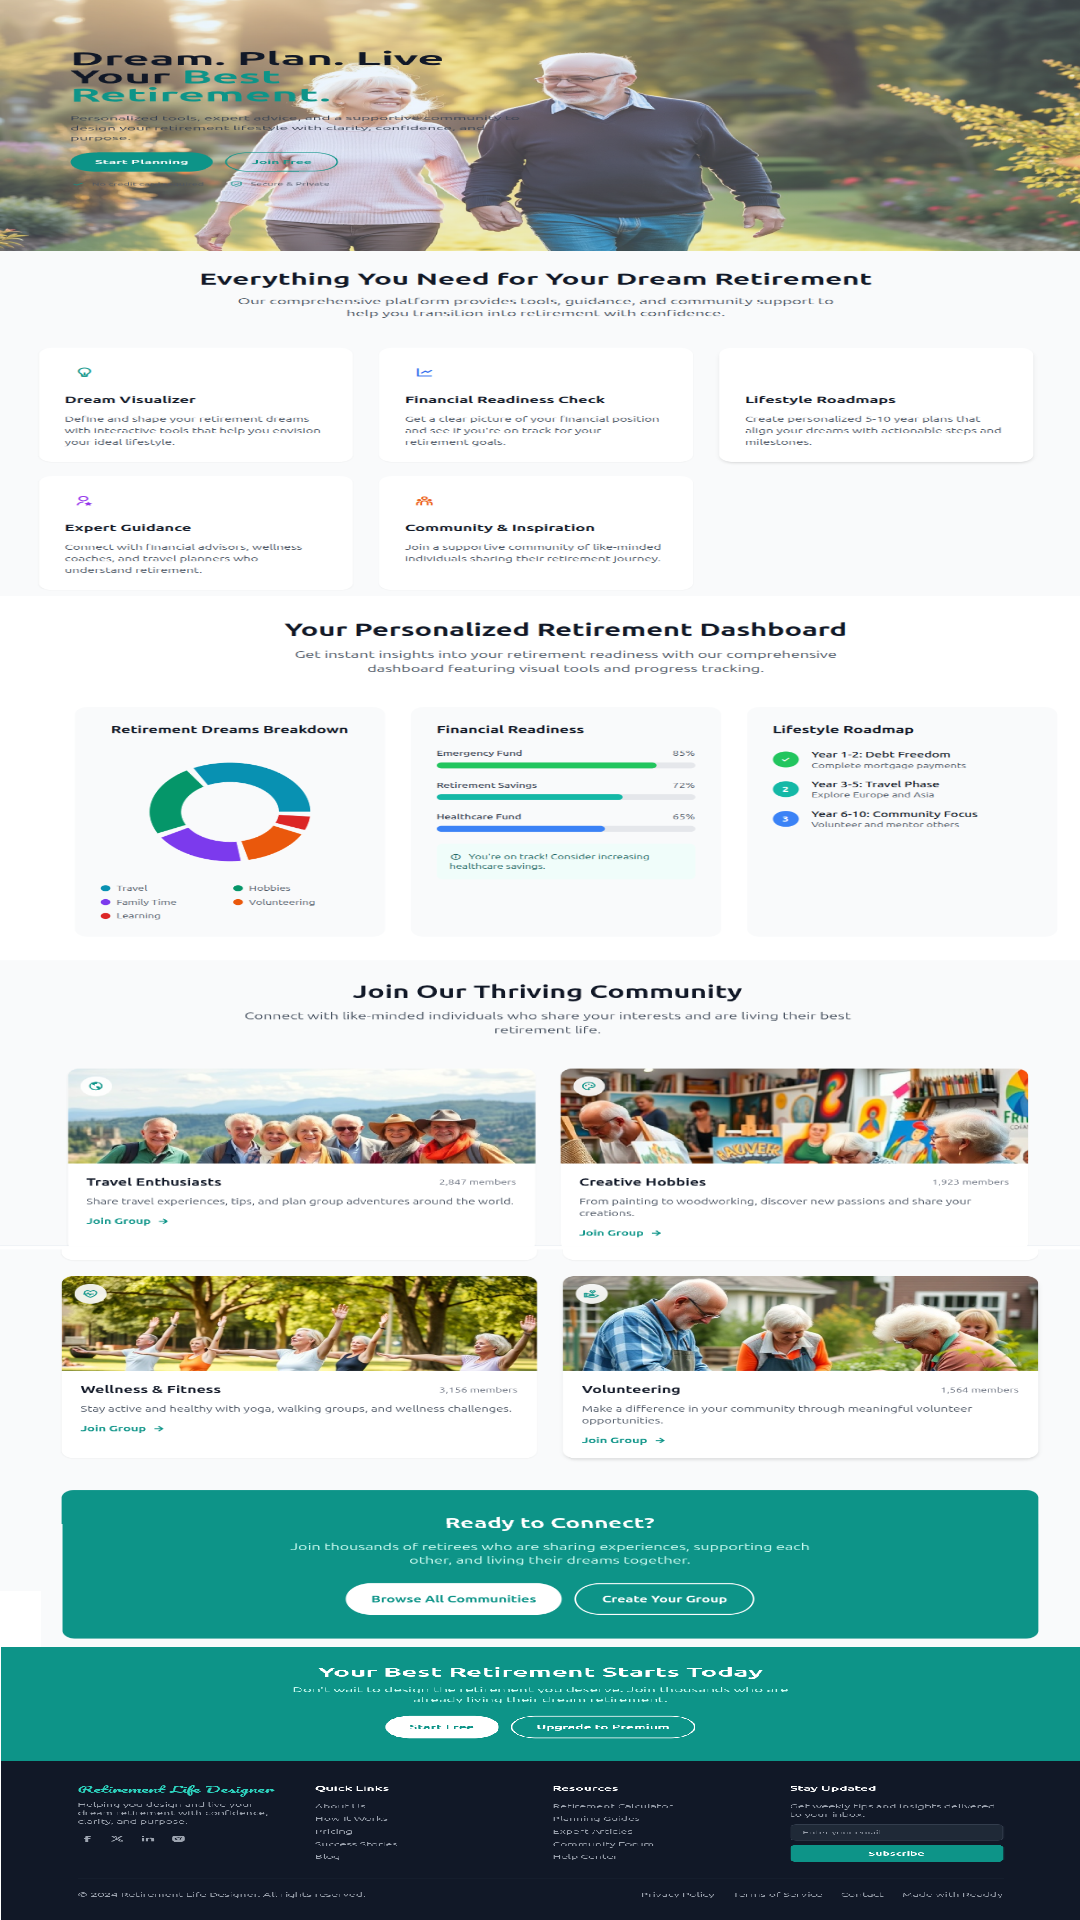 Dream. Plan. Live
Your Best
Retirement.
Personalized tools, expert advice, and a supportive community to
design your retirement lifestyle with clarity, confidence, and
purpose.
Start Planning
Join Free
Secure & Private
Everything You Need for Your Dream Retirement
Our comprehensive platform provides tools, guidance, and community support to
help you transition into retirement with confidence.
Dream Visualizer
Define and shape your retirement dreams
with interactive tools that help you envision
your ideal lifestyle.
Financial Readiness Check
Get a clear picture of your financial position
and see if you're on track for your
retirement goals.
Lifestyle Roadmaps
Create personalized 5-10 year plans that
align your dreams with actionable steps and
milestones.
Expert Guidance
Connect with financial advisors, wellness
coaches, and travel planners who
understand retirement.
Community & Inspiration
Join a supportive community of like-minded
individuals sharing their retirement journey.
Your Personalized Retirement Dashboard
Get instant insights into your retirement readiness with our comprehensive
dashboard featuring visual tools and progress tracking.
Retirement Dreams Breakdown
Travel
Hobbies
Family Time
Volunteering
Learning
Financial Readiness
Emergency Fund 85%
Retirement Savings 72%
Healthcare Fund 65%
You're on track! Consider increasing
healthcare savings.
Lifestyle Roadmap
Year 1-2: Debt Freedom
Complete mortgage payments
2 Year 3-5: Travel Phase
Explore Europe and Asia
3 Year 6-10: Community Focus
Volunteer and mentor others
Join Our Thriving Community
Connect with like-minded individuals who share your interests and are living their best
retirement life.
Travel Enthusiasts 2,847 members
Share travel experiences, tips, and plan group adventures around the world.
Join Group →
Creative Hobbies 1,923 members
From painting to woodworking, discover new passions and share your
creations.
Join Group →
Wellness & Fitness 3,156 members
Stay active and healthy with yoga, walking groups, and wellness challenges.
Join Group →
Volunteering 1,564 members
Make a difference in your community through meaningful volunteer
opportunities.
Join Group →
Ready to Connect?
Join thousands of retirees who are sharing experiences, supporting each
other, and living their dreams together.
Browse All Communities
Create Your Group
Your Best Retirement Starts Today
Don't wait to design the retirement you deserve. Join thousands who are
already living their dream retirement.
Start Free
Upgrade to Premium
Retirement Life Designer
Helping you design and live your
dream retirement with confidence,
clarity, and purpose.
Quick Links
About Us
How It Works
Pricing
Success Stories
Blog
Resources
Retirement Calculator
Planning Guides
Expert Articles
Community Forum
Help Center
Stay Updated
Get weekly tips and insights delivered
to your inbox.
Enter your email
Subscribe
© 2024 Retirement Life Designer. All rights reserved.
Privacy Policy
Terms of Service
Contact
Made with Readdy